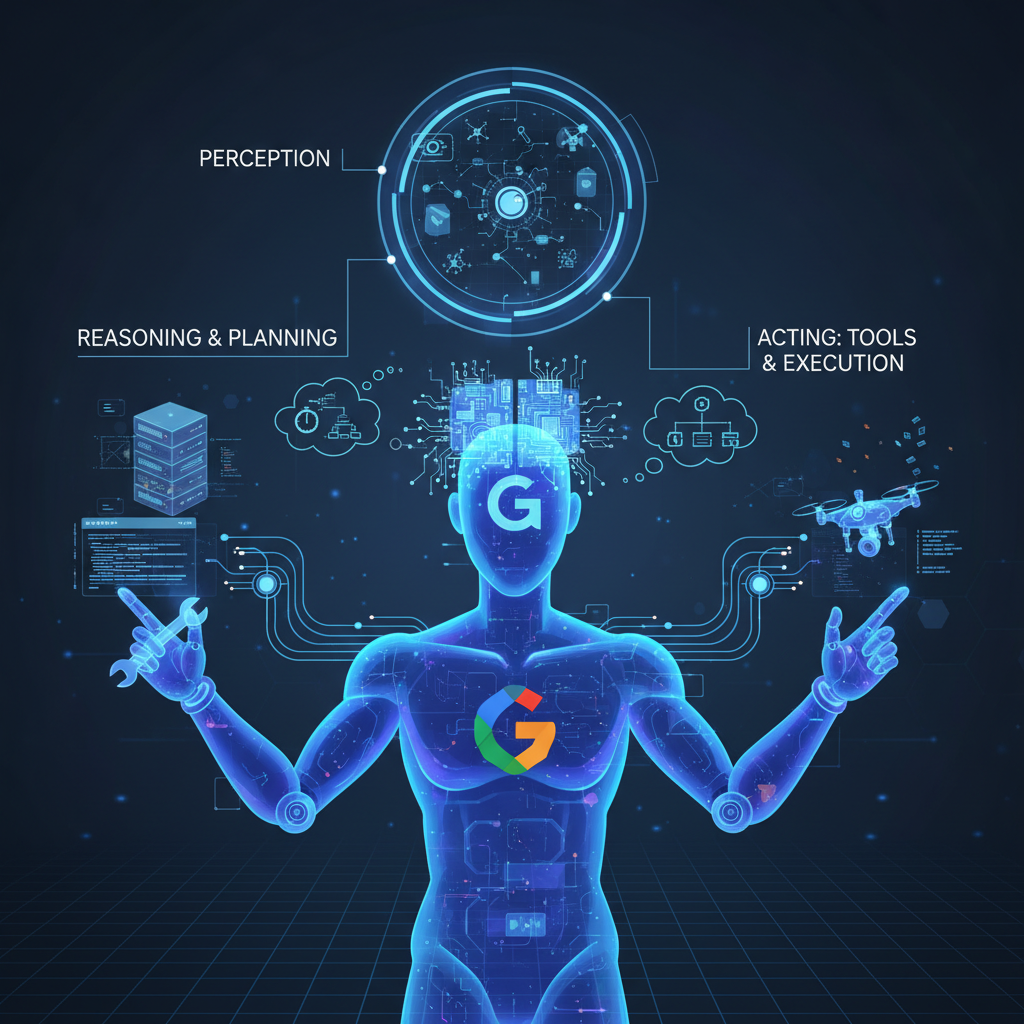 PERCEPTION
REASONING & PLANNING
ACTING: TOOLS
& EXECUTION
G
G